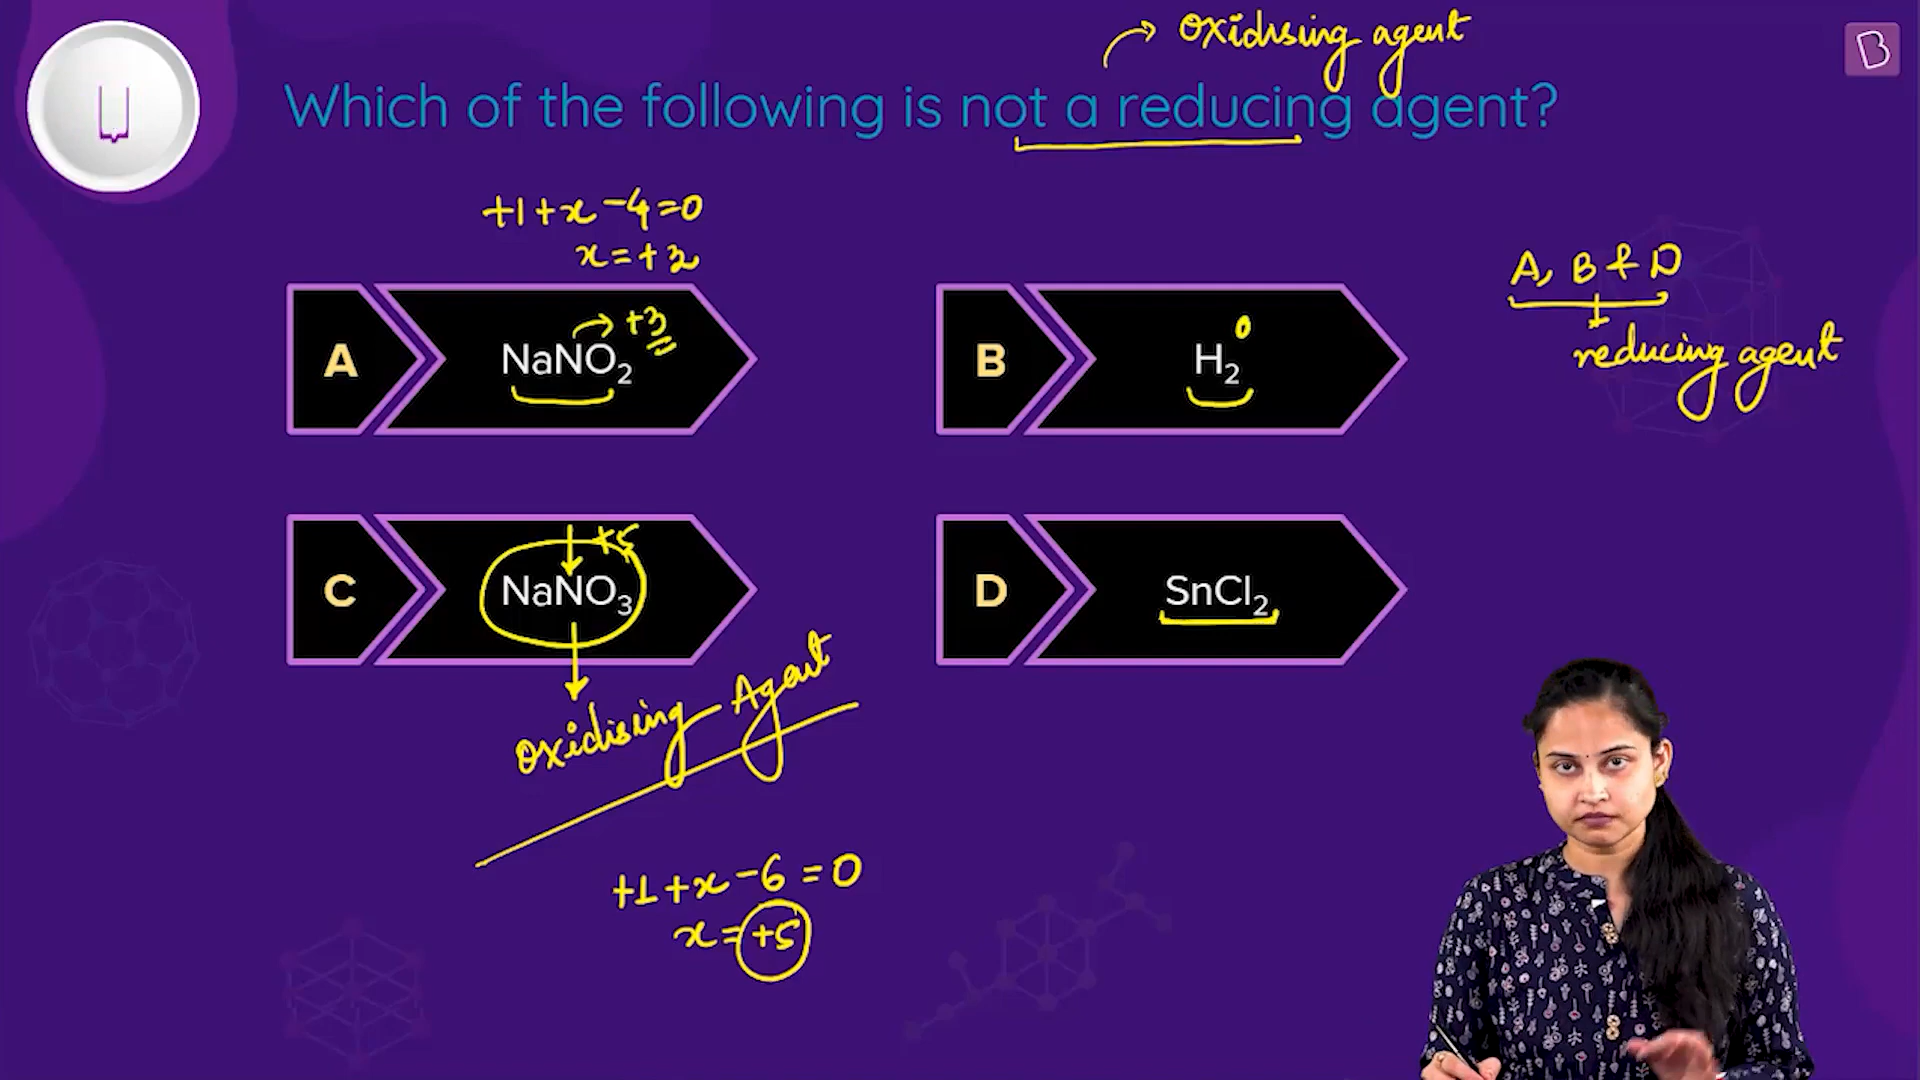 oxidising agent
Which of the following is not a reducing agent?
+1+x-4=0
x=+3
A
NaNO₂
+3
B
H₂
0
A, B & D
reducing agent
C
NaNO₃
+5
D
SnCl₂
oxidising Agent
+1+x-6=0
x=+5
B